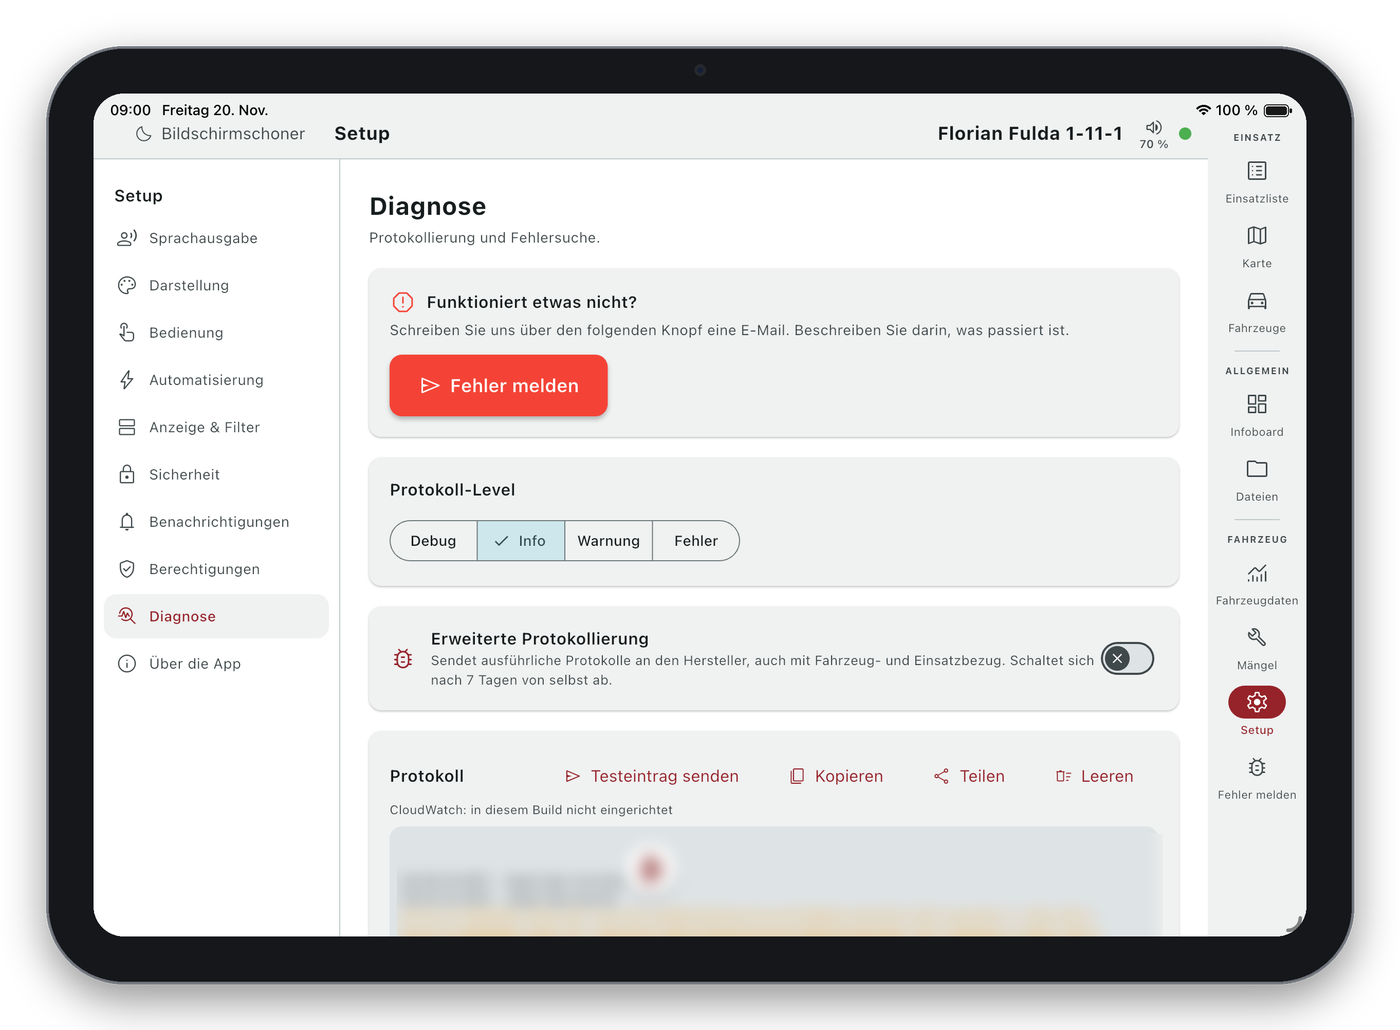 09:00 Freitag 20. Nov.
100 %
Bildschirmschoner
Setup
Florian Fulda 1-11-1
70 %
Setup
Sprachausgabe
Darstellung
Bedienung
Automatisierung
Anzeige & Filter
Sicherheit
Benachrichtigungen
Berechtigungen
Diagnose
Über die App
Diagnose
Protokollierung und Fehlersuche.
Funktioniert etwas nicht?
Schreiben Sie uns über den folgenden Knopf eine E-Mail. Beschreiben Sie darin, was passiert ist.
Fehler melden
Protokoll-Level
Debug
Info
Warnung
Fehler
Erweiterte Protokollierung
Sendet ausführliche Protokolle an den Hersteller, auch mit Fahrzeug- und Einsatzbezug. Schaltet sich
nach 7 Tagen von selbst ab.
Protokoll
Testeintrag senden
Kopieren
Teilen
Leeren
CloudWatch: in diesem Build nicht eingerichtet
EINSATZ
Einsatzliste
Karte
Fahrzeuge
ALLGEMEIN
Infoboard
Dateien
FAHRZEUG
Fahrzeugdaten
Mängel
Setup
Fehler melden